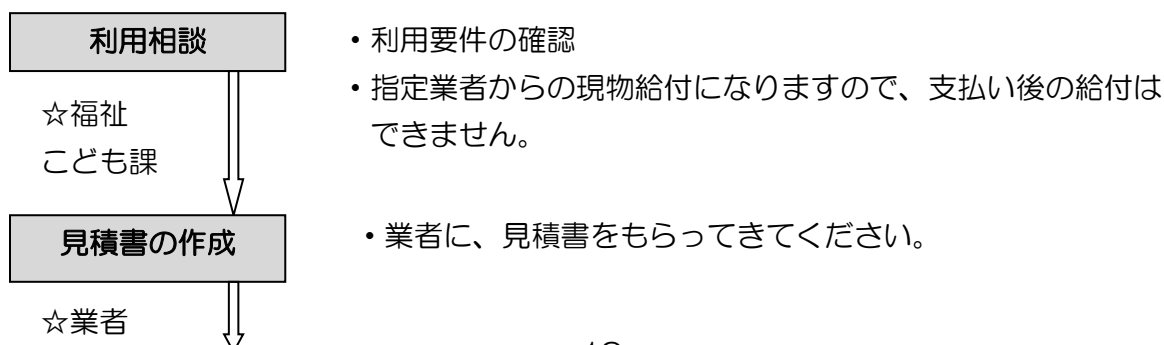 利用相談
・利用要件の確認
・指定業者からの現物給付になりますので、支払い後の給付は
できません。
☆福祉
こども課
見積書の作成
・業者に、見積書をもらってきてください。
☆業者